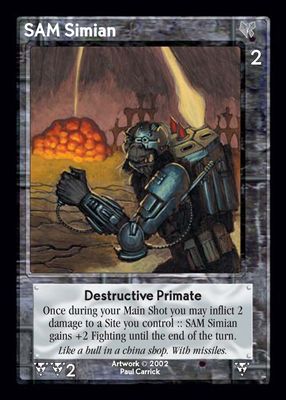 SAM Simian
2
Destructive Primate
Once during your Main Shot you may inflict 2
damage to a Site you control :: SAM Simian
gains +2 Fighting until the end of the turn.
Like a bull in a china shop. With missiles.
2
Artwork © 2002
Paul Carrick